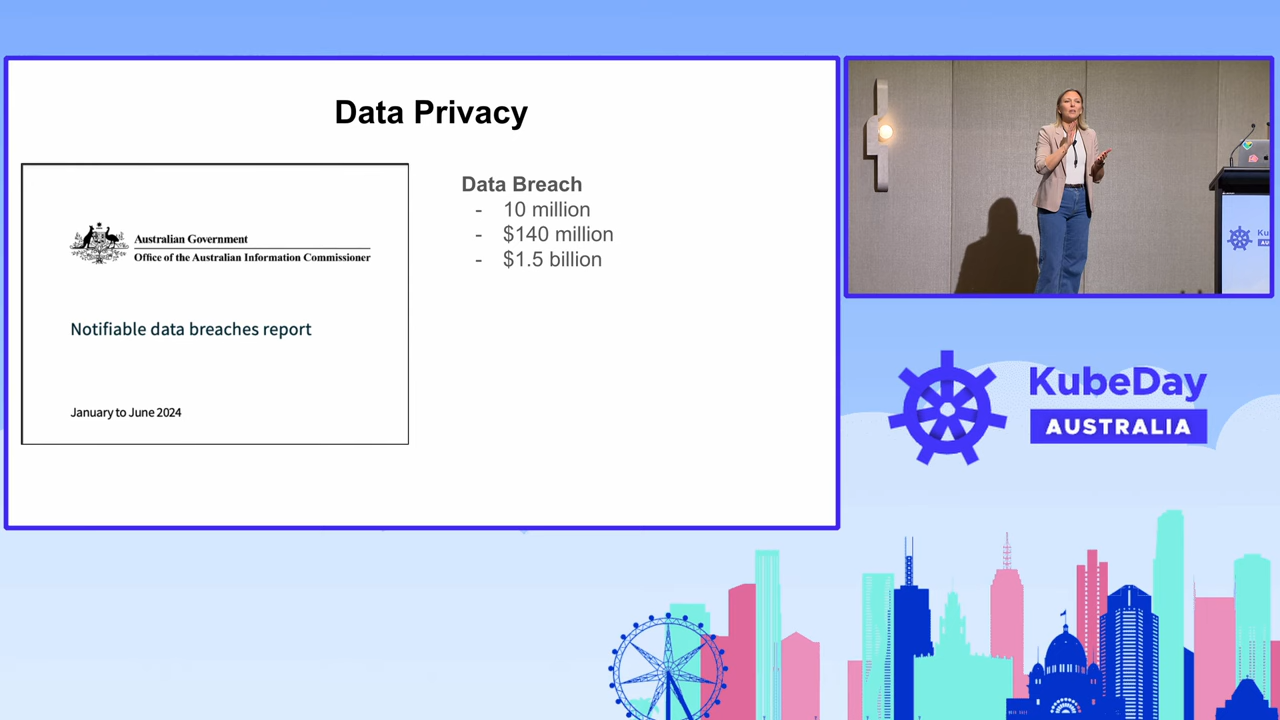 Data Privacy
Australian Government
Office of the Australian Information Commissioner
Notifiable data breaches report
January to June 2024
Data Breach
- 10 million
- $140 million
- $1.5 billion
KubeDay
AUSTRALIA